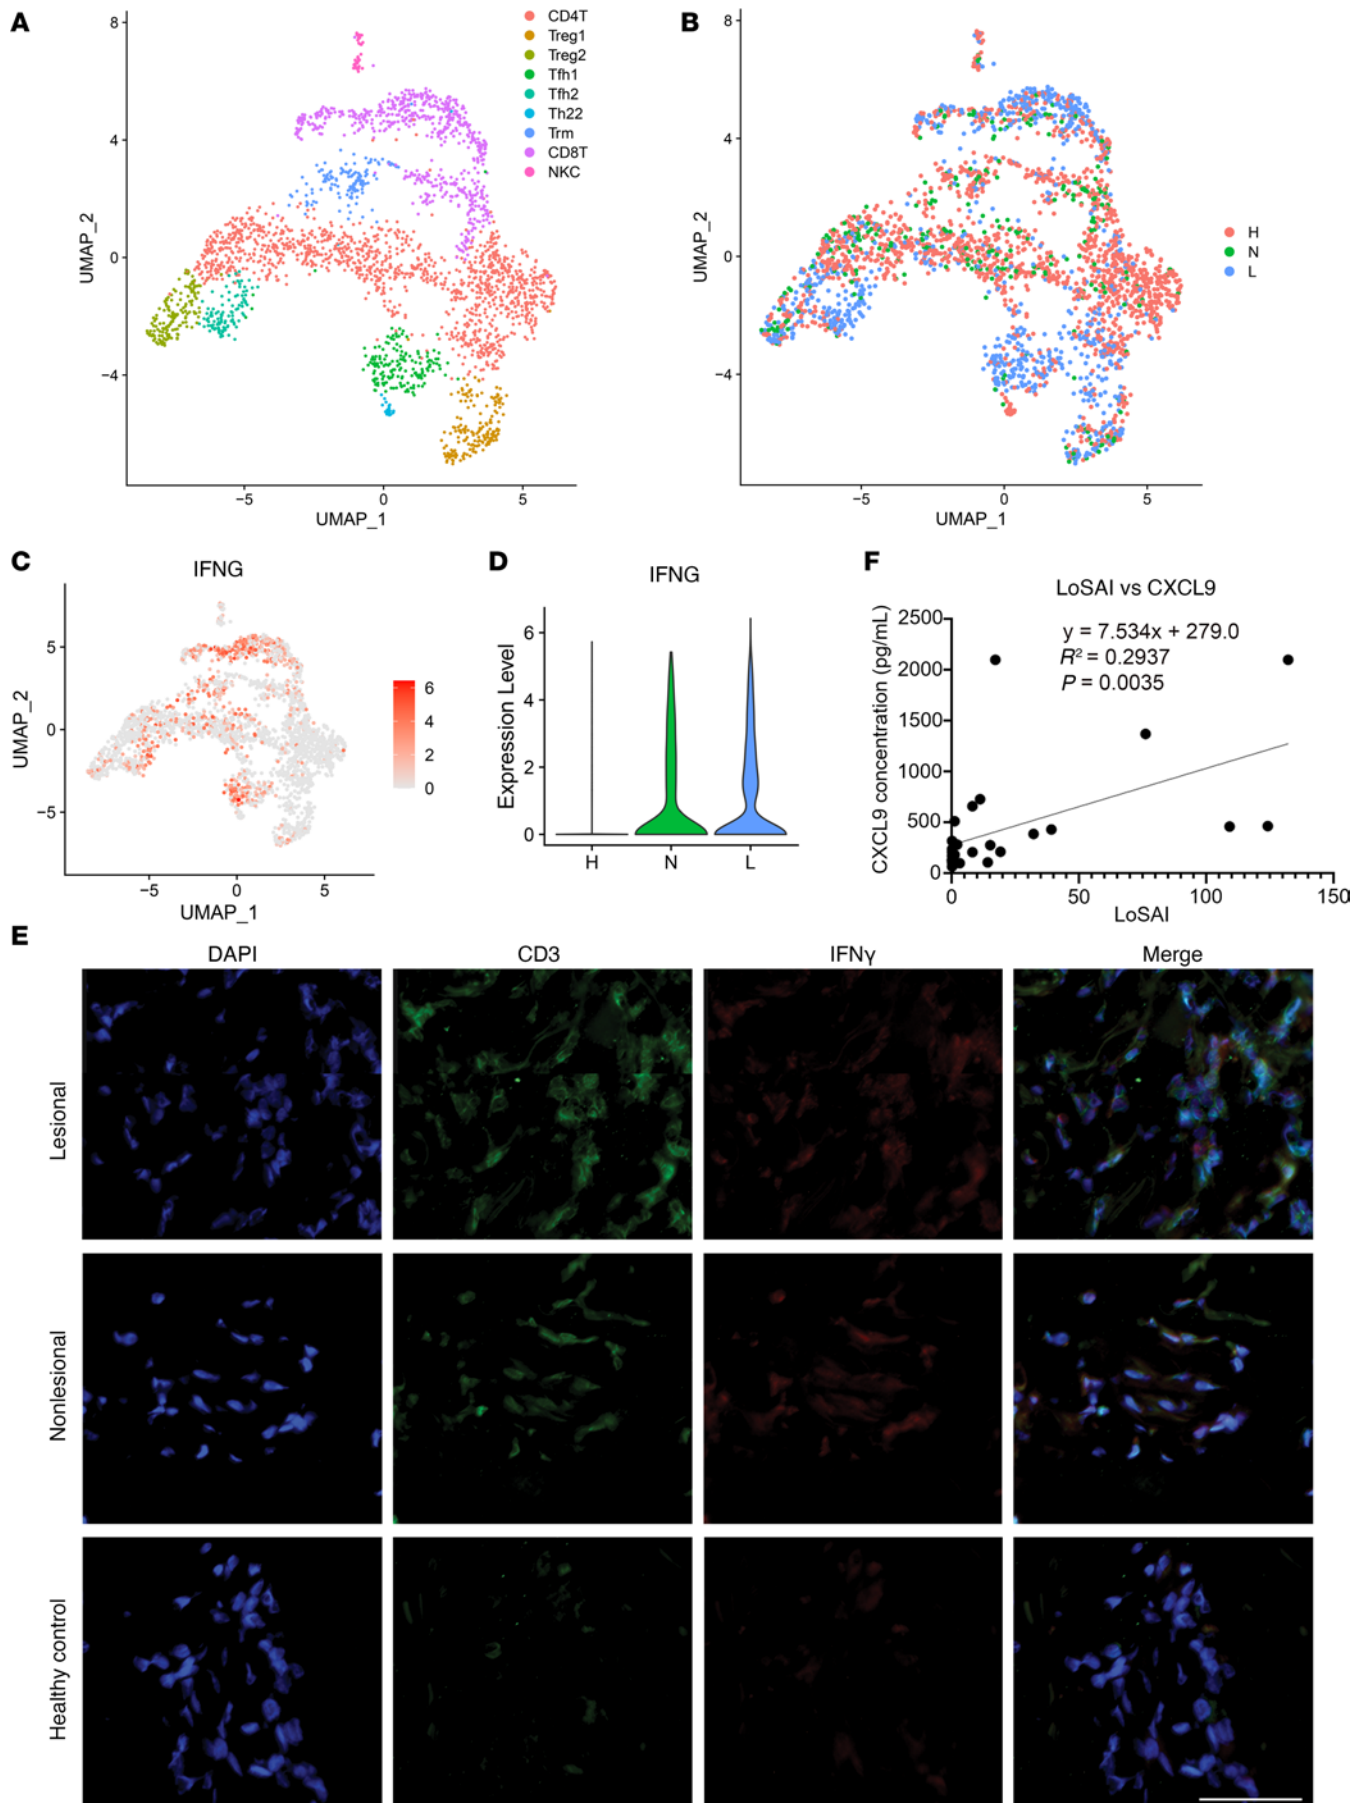 A
8
4
0
−4
UMAP_2
−5
0
5
UMAP_1
CD4T
Treg1
Treg2
Tfh1
Tfh2
Th22
Trm
CD8T
NKC
B
8
4
0
−4
UMAP_2
−5
0
5
UMAP_1
H
N
L
C
IFNG
5
0
−5
UMAP_2
−5
0
5
UMAP_1
6
4
2
0
D
IFNG
6
4
2
0
Expression Level
H
N
L
F
LoSAI vs CXCL9
y = 7.534x + 279.0
R² = 0.2937
P = 0.0035
2500
2000
1500
1000
500
0
CXCL9 concentration (pg/mL)
0
50
100
150
LoSAI
E
DAPI
CD3
IFNγ
Merge
Lesional
Nonlesional
Healthy control